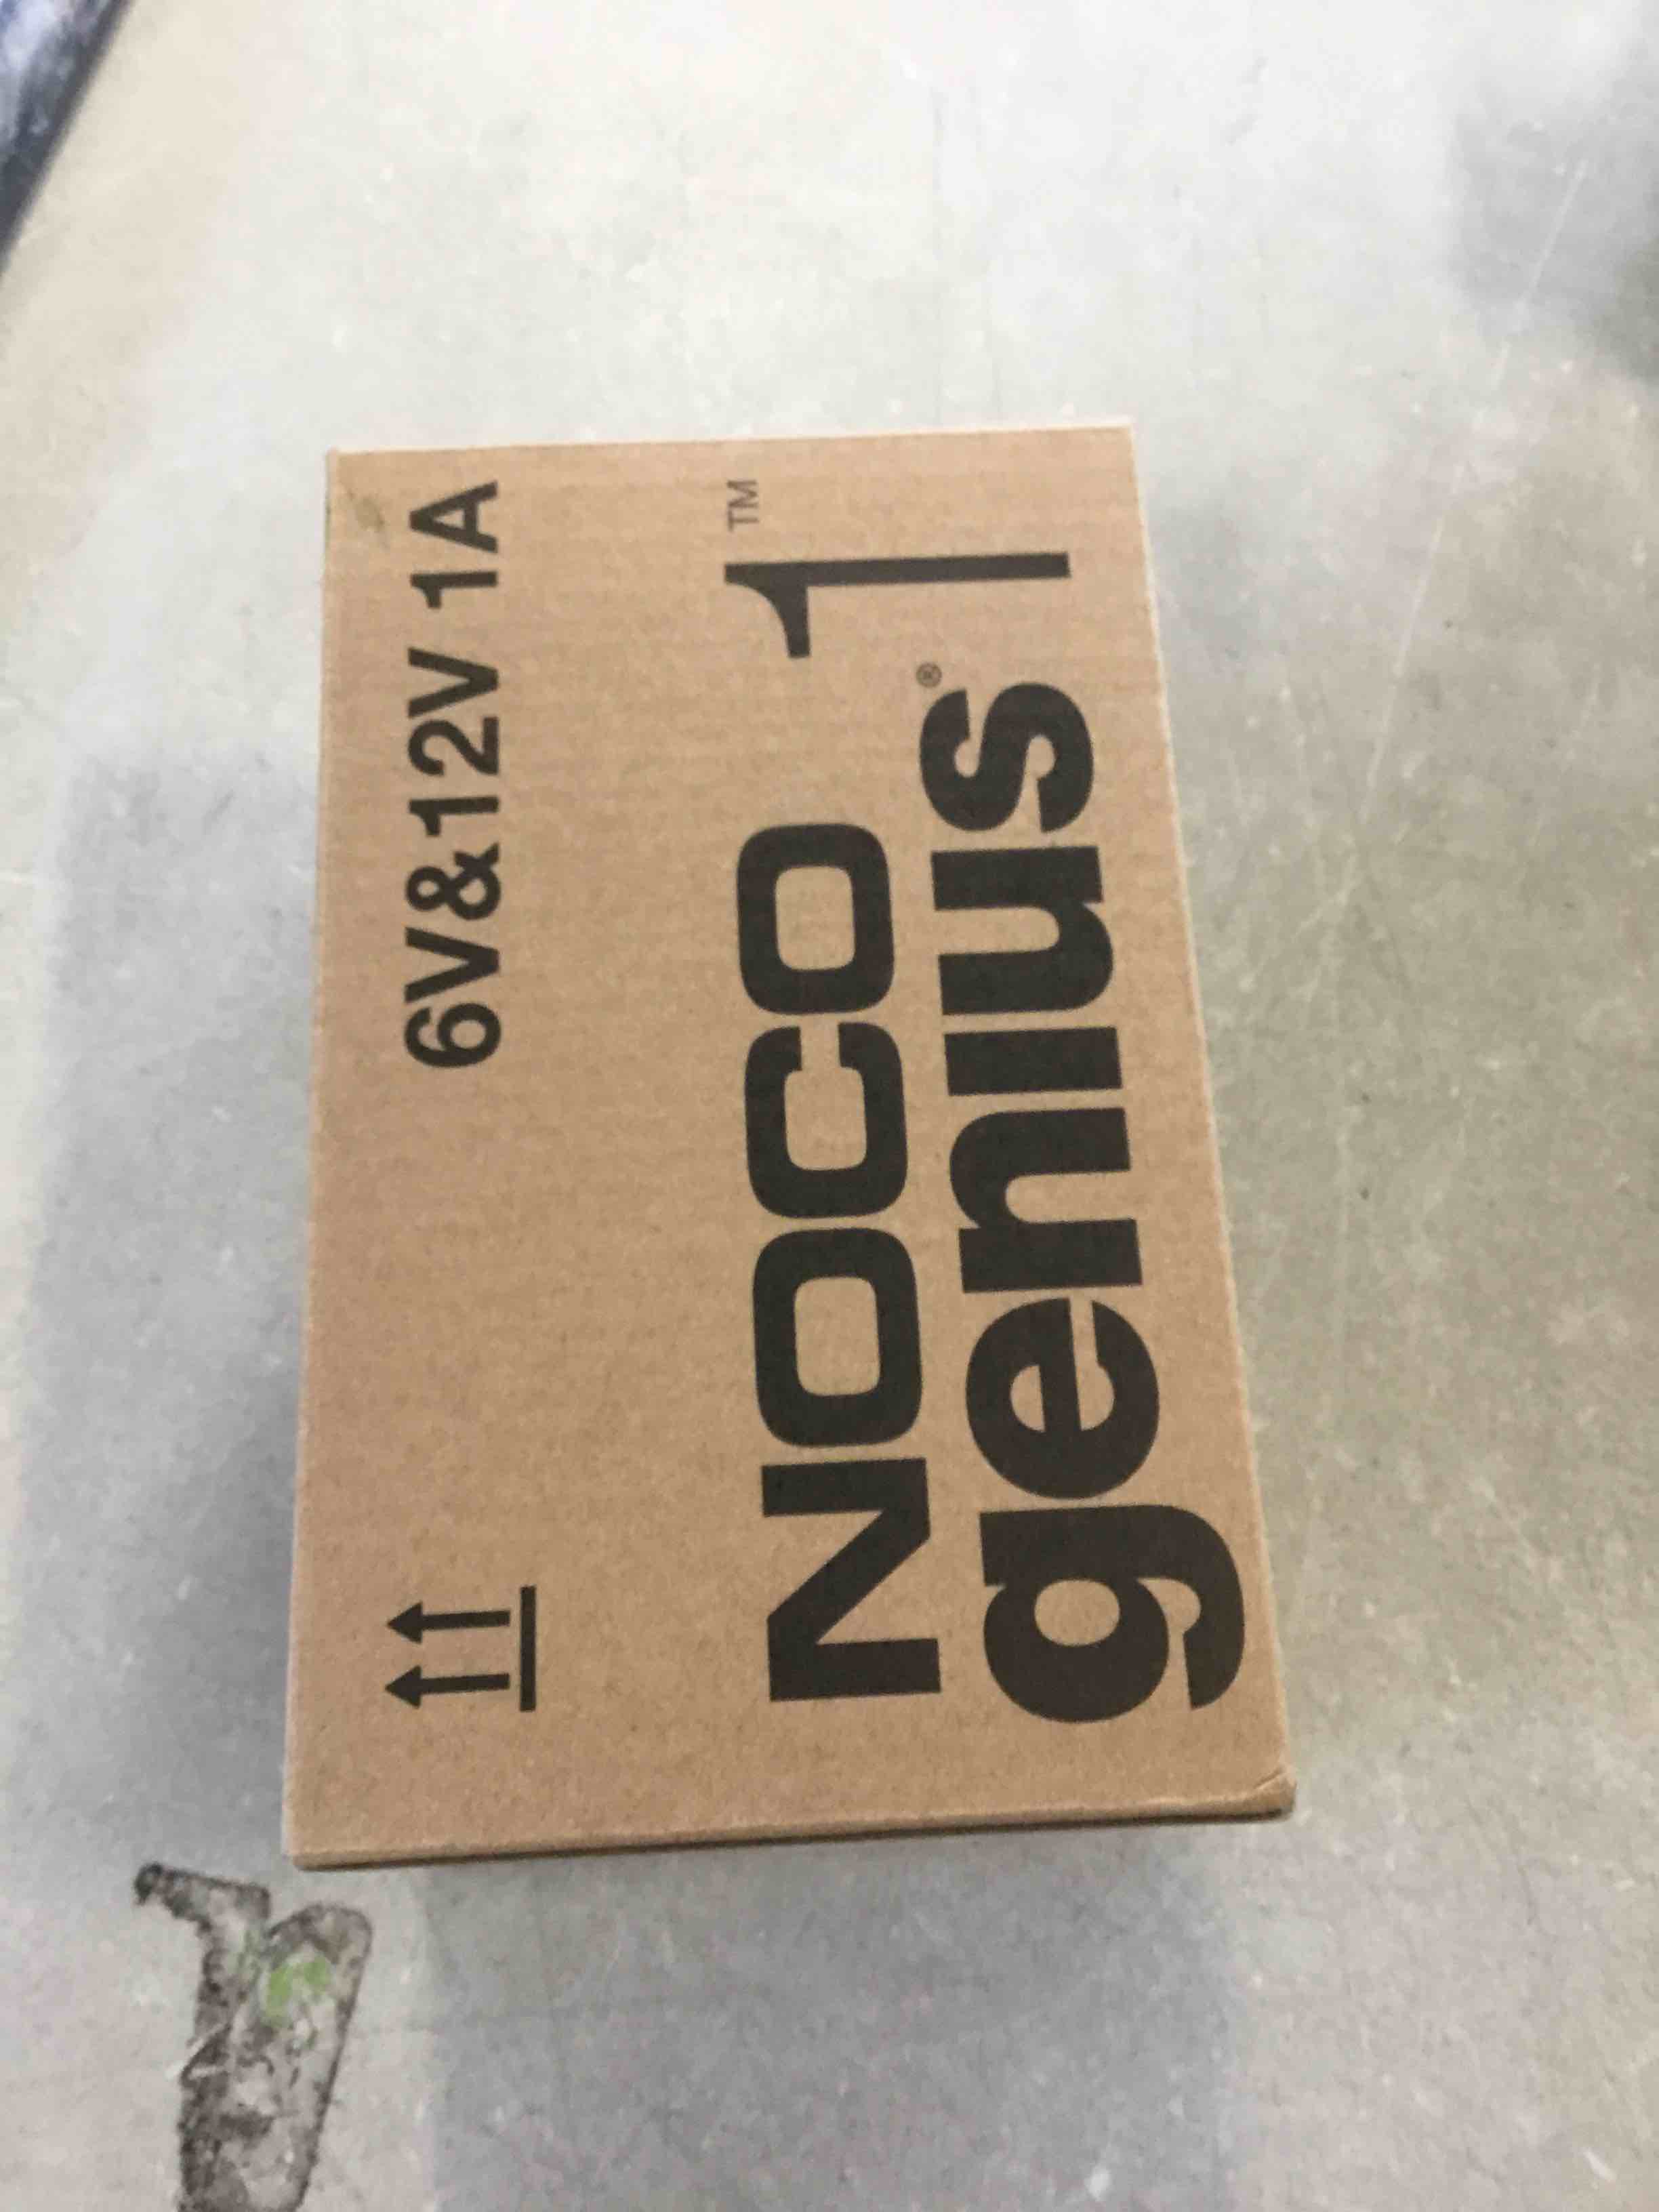 6V&12V 1A
NOCO
genius® 1™